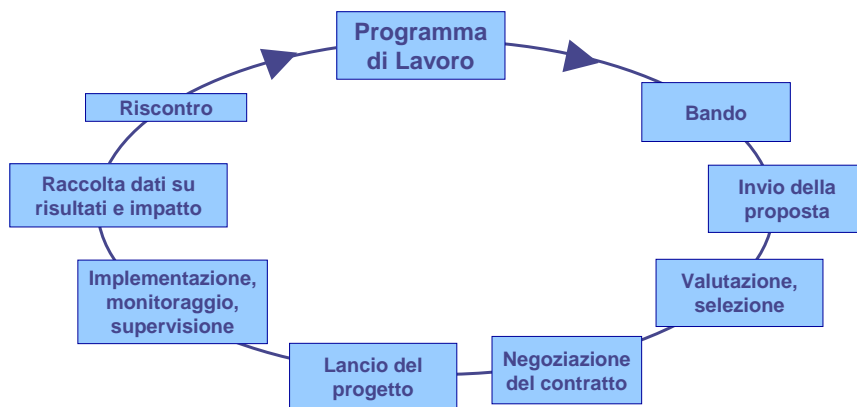 Programma
di Lavoro
Bando
Invio della
proposta
Valutazione,
selezione
Negoziazione
del contratto
Lancio del
progetto
Implementazione,
monitoraggio,
supervisione
Raccolta dati su
risultati e impatto
Riscontro